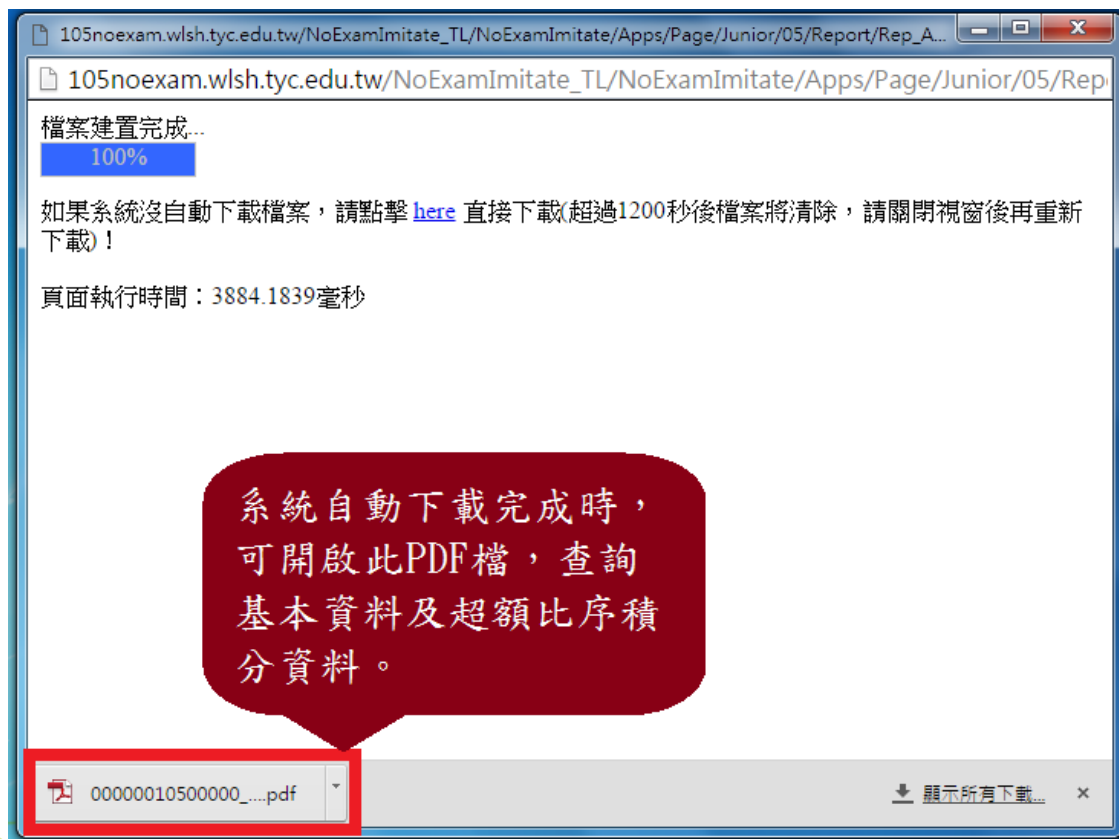 105noexam.wlsh.tyc.edu.tw/NoExamImitate_TL/NoExamImitate/Apps/Page/Junior/05/Report/Rep_A...
105noexam.wlsh.tyc.edu.tw/NoExamImitate_TL/NoExamImitate/Apps/Page/Junior/05/Rep
檔案建置完成...
100%
如果系統沒自動下載檔案，請點擊 here 直接下載(超過1200秒後檔案將清除，請關閉視窗後再重新
下載)！
頁面執行時間：3884.1839毫秒
系統自動下載完成時，
可開啟此PDF檔，查詢
基本資料及超額比序積
分資料。
00000010500000_....pdf
顯示所有下載...